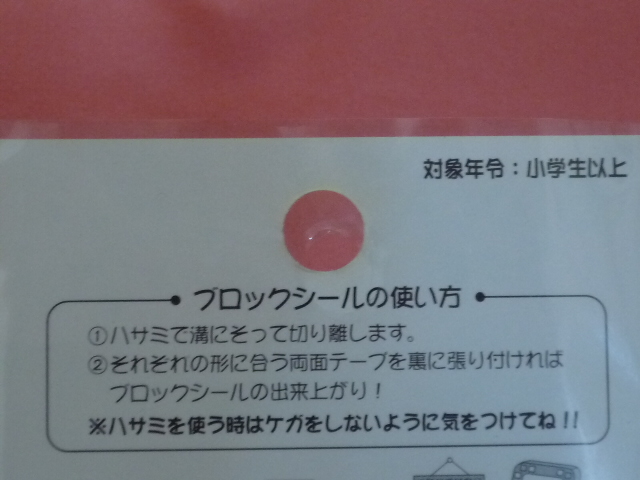 対象年令：小学生以上
ブロックシールの使い方
①ハサミで溝にそって切り離します。
②それぞれの形に合う両面テープを裏に張り付ければ
ブロックシールの出来上がり！
※ハサミを使う時はケガをしないように気をつけてね！！